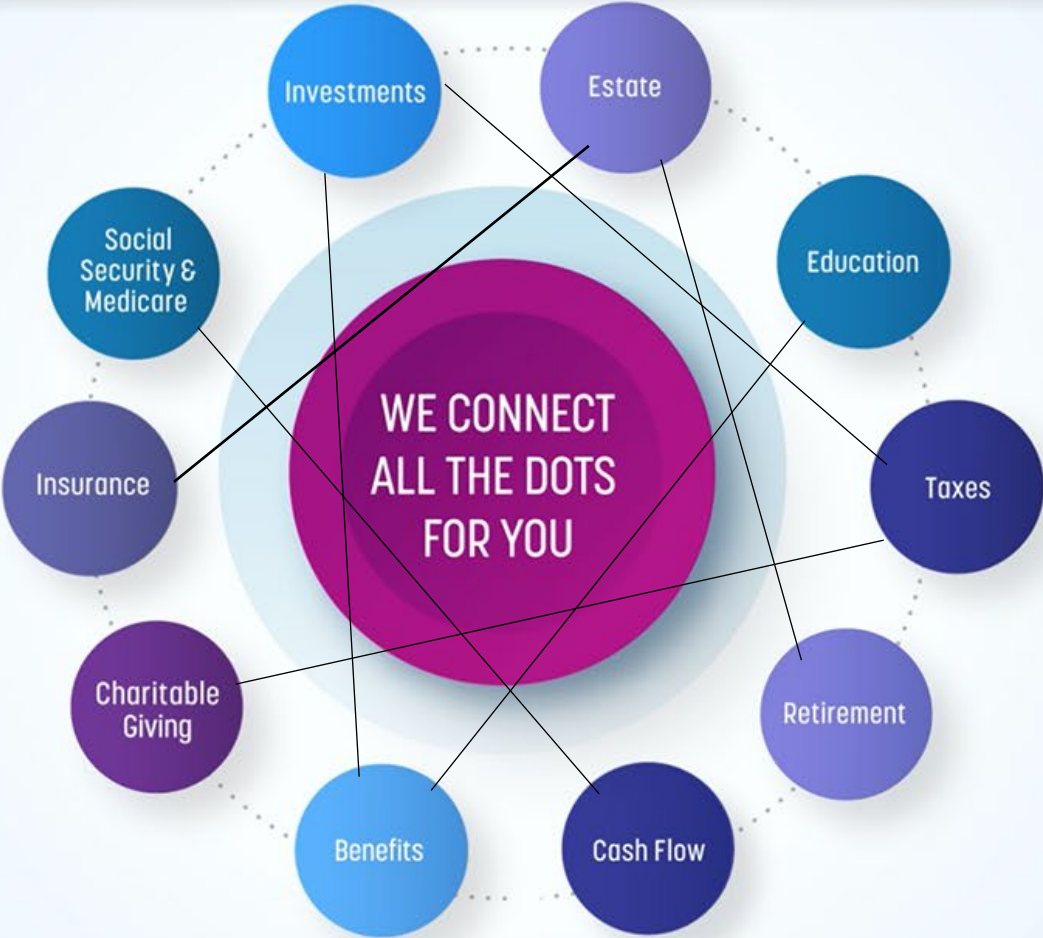 Investments
Estate
Social
Security &
Medicare
Education
Insurance
WE CONNECT
ALL THE DOTS
FOR YOU
Taxes
Charitable
Giving
Retirement
Benefits
Cash Flow